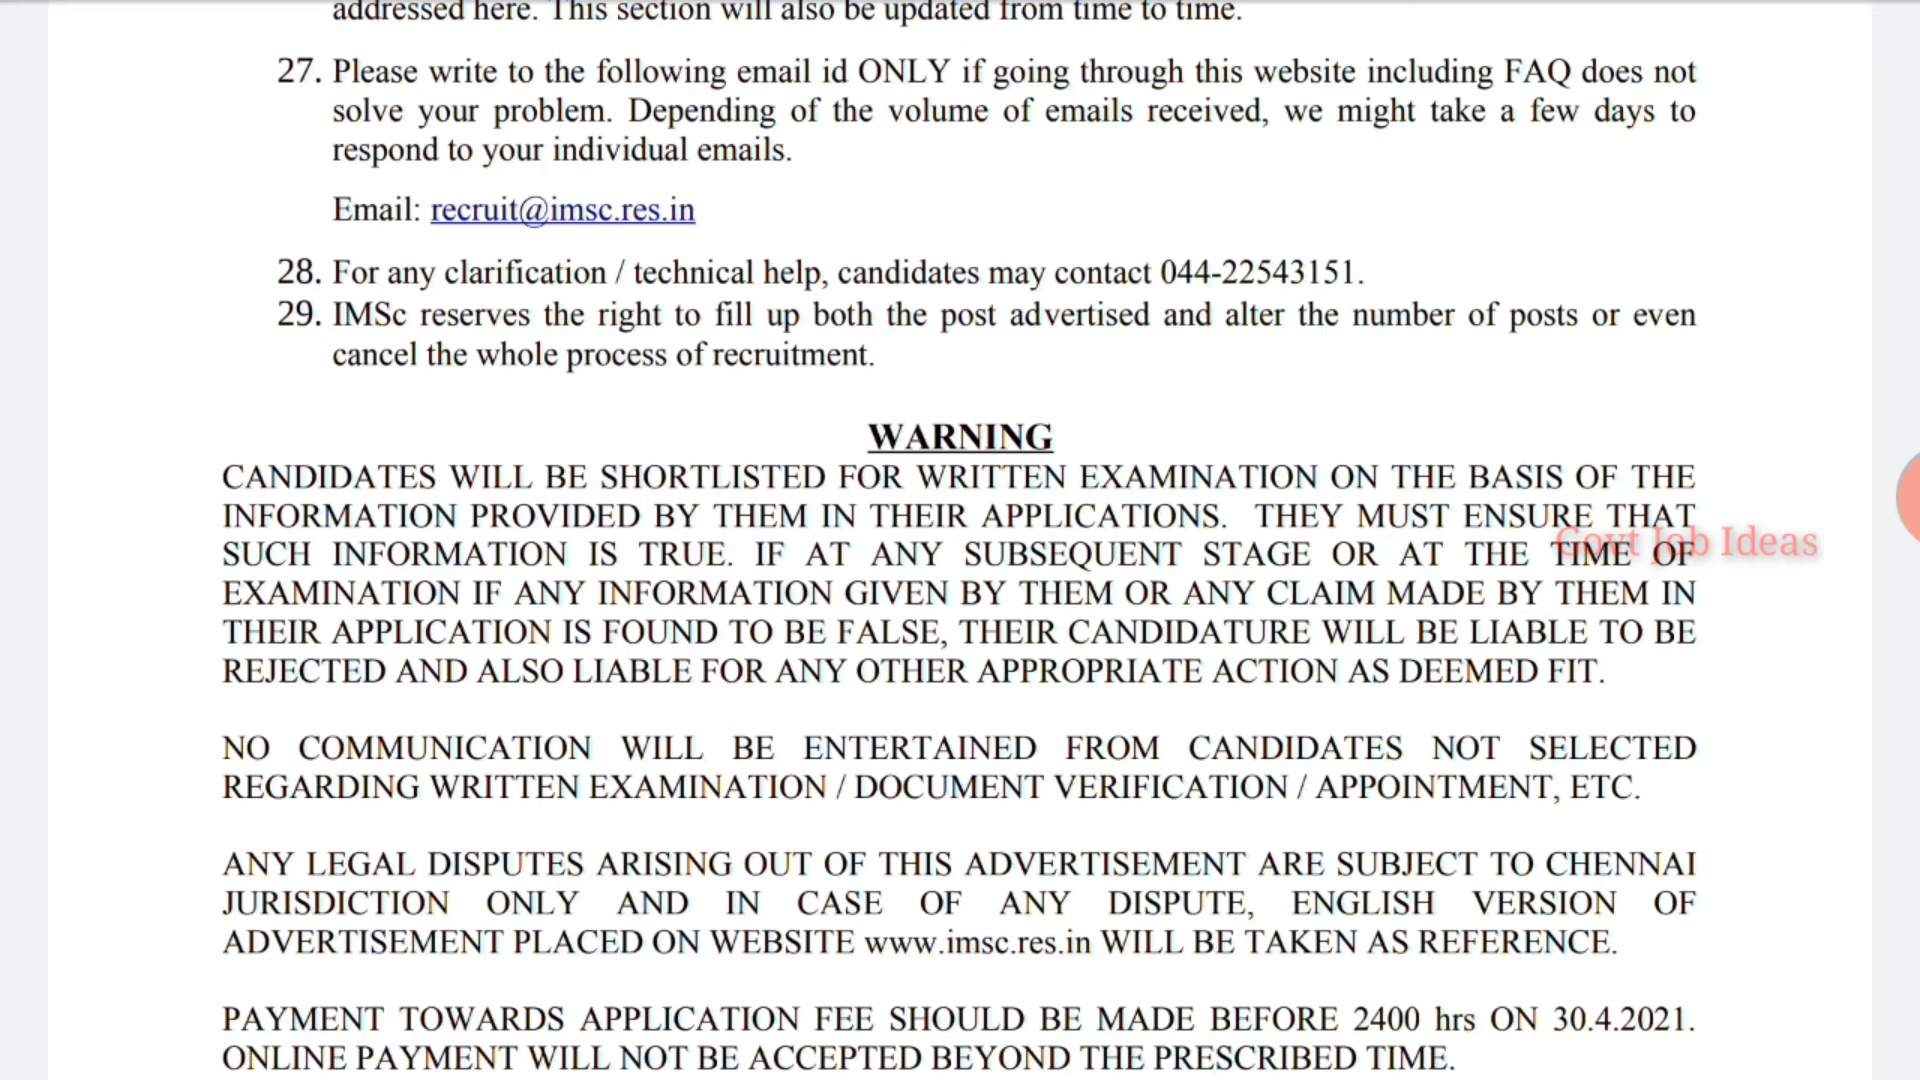 addressed here. This section will also be updated from time to time.
27. Please write to the following email id ONLY if going through this website including FAQ does not
solve your problem. Depending of the volume of emails received, we might take a few days to
respond to your individual emails.
Email: recruit@imsc.res.in
28. For any clarification / technical help, candidates may contact 044-22543151.
29. IMSc reserves the right to fill up both the post advertised and alter the number of posts or even
cancel the whole process of recruitment.
WARNING
CANDIDATES WILL BE SHORTLISTED FOR WRITTEN EXAMINATION ON THE BASIS OF THE
INFORMATION PROVIDED BY THEM IN THEIR APPLICATIONS. THEY MUST ENSURE THAT
SUCH INFORMATION IS TRUE. IF AT ANY SUBSEQUENT STAGE OR AT THE TIME OF
Govt Job Ideas
EXAMINATION IF ANY INFORMATION GIVEN BY THEM OR ANY CLAIM MADE BY THEM IN
THEIR APPLICATION IS FOUND TO BE FALSE, THEIR CANDIDATURE WILL BE LIABLE TO BE
REJECTED AND ALSO LIABLE FOR ANY OTHER APPROPRIATE ACTION AS DEEMED FIT.
NO COMMUNICATION WILL BE ENTERTAINED FROM CANDIDATES NOT SELECTED
REGARDING WRITTEN EXAMINATION / DOCUMENT VERIFICATION / APPOINTMENT, ETC.
ANY LEGAL DISPUTES ARISING OUT OF THIS ADVERTISEMENT ARE SUBJECT TO CHENNAI
JURISDICTION ONLY AND IN CASE OF ANY DISPUTE, ENGLISH VERSION OF
ADVERTISEMENT PLACED ON WEBSITE www.imsc.res.in WILL BE TAKEN AS REFERENCE.
PAYMENT TOWARDS APPLICATION FEE SHOULD BE MADE BEFORE 2400 hrs ON 30.4.2021.
ONLINE PAYMENT WILL NOT BE ACCEPTED BEYOND THE PRESCRIBED TIME.